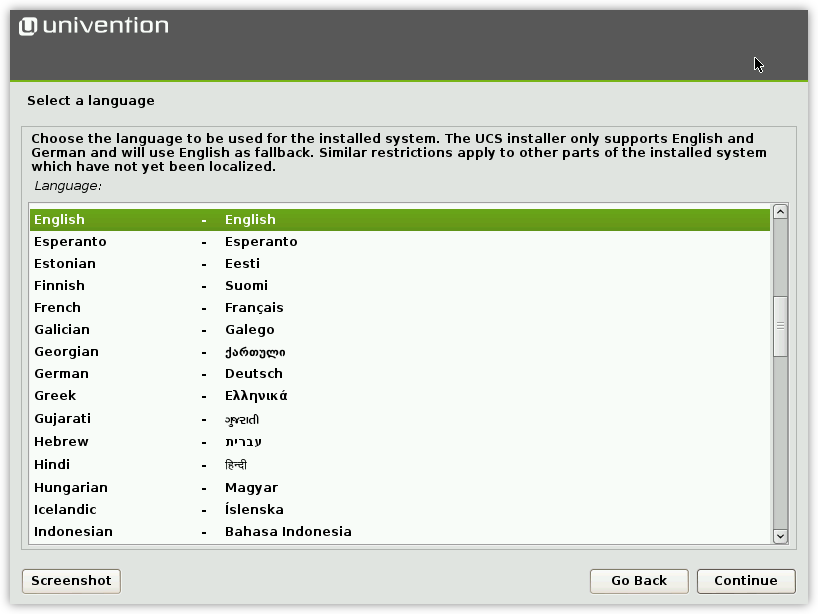 univention
Select a language
Choose the language to be used for the installed system. The UCS installer only supports English and
German and will use English as fallback. Similar restrictions apply to other parts of the installed system
which have not yet been localized.
Language:
English - English
Esperanto - Esperanto
Estonian - Eesti
Finnish - Suomi
French - Français
Galician - Galego
Georgian - ქართული
German - Deutsch
Greek - Ελληνικά
Gujarati - ગુજરાતી
Hebrew - עברית
Hindi - हिन्दी
Hungarian - Magyar
Icelandic - Íslenska
Indonesian - Bahasa Indonesia
Screenshot Go Back Continue